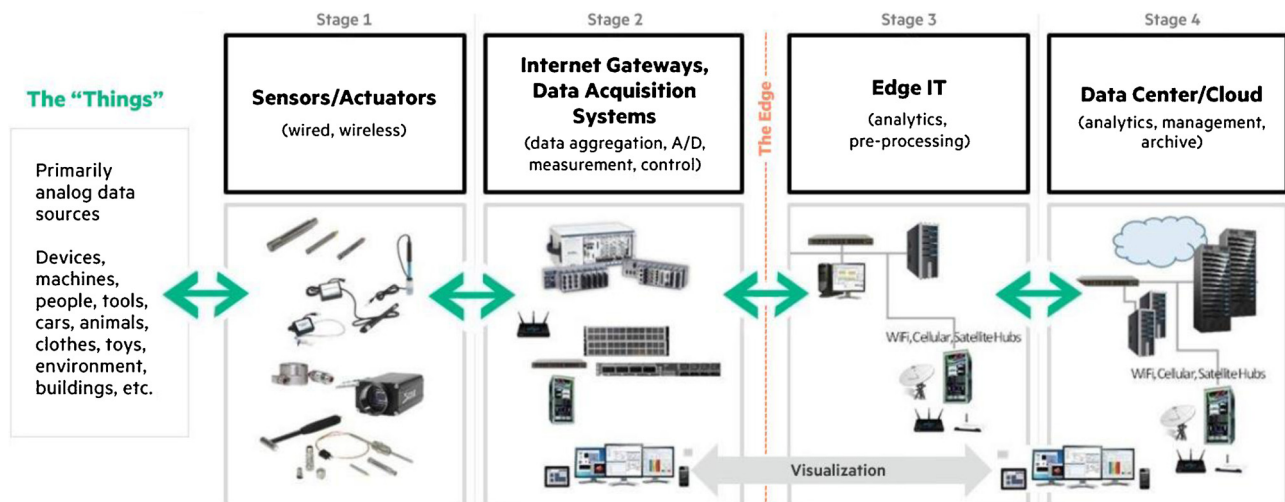 Stage 1
Stage 2
Stage 3
Stage 4
The “Things”
Primarily
analog data
sources
Devices,
machines,
people, tools,
cars, animals,
clothes, toys,
environment,
buildings, etc.
Sensors/Actuators
(wired, wireless)
Internet Gateways,
Data Acquisition
Systems
(data aggregation, A/D,
measurement, control)
The Edge
Edge IT
(analytics,
pre-processing)
Data Center/Cloud
(analytics, management,
archive)
WiFi,Cellular,Satellite Hubs
WiFi,Cellular,Satellite Hubs
Visualization